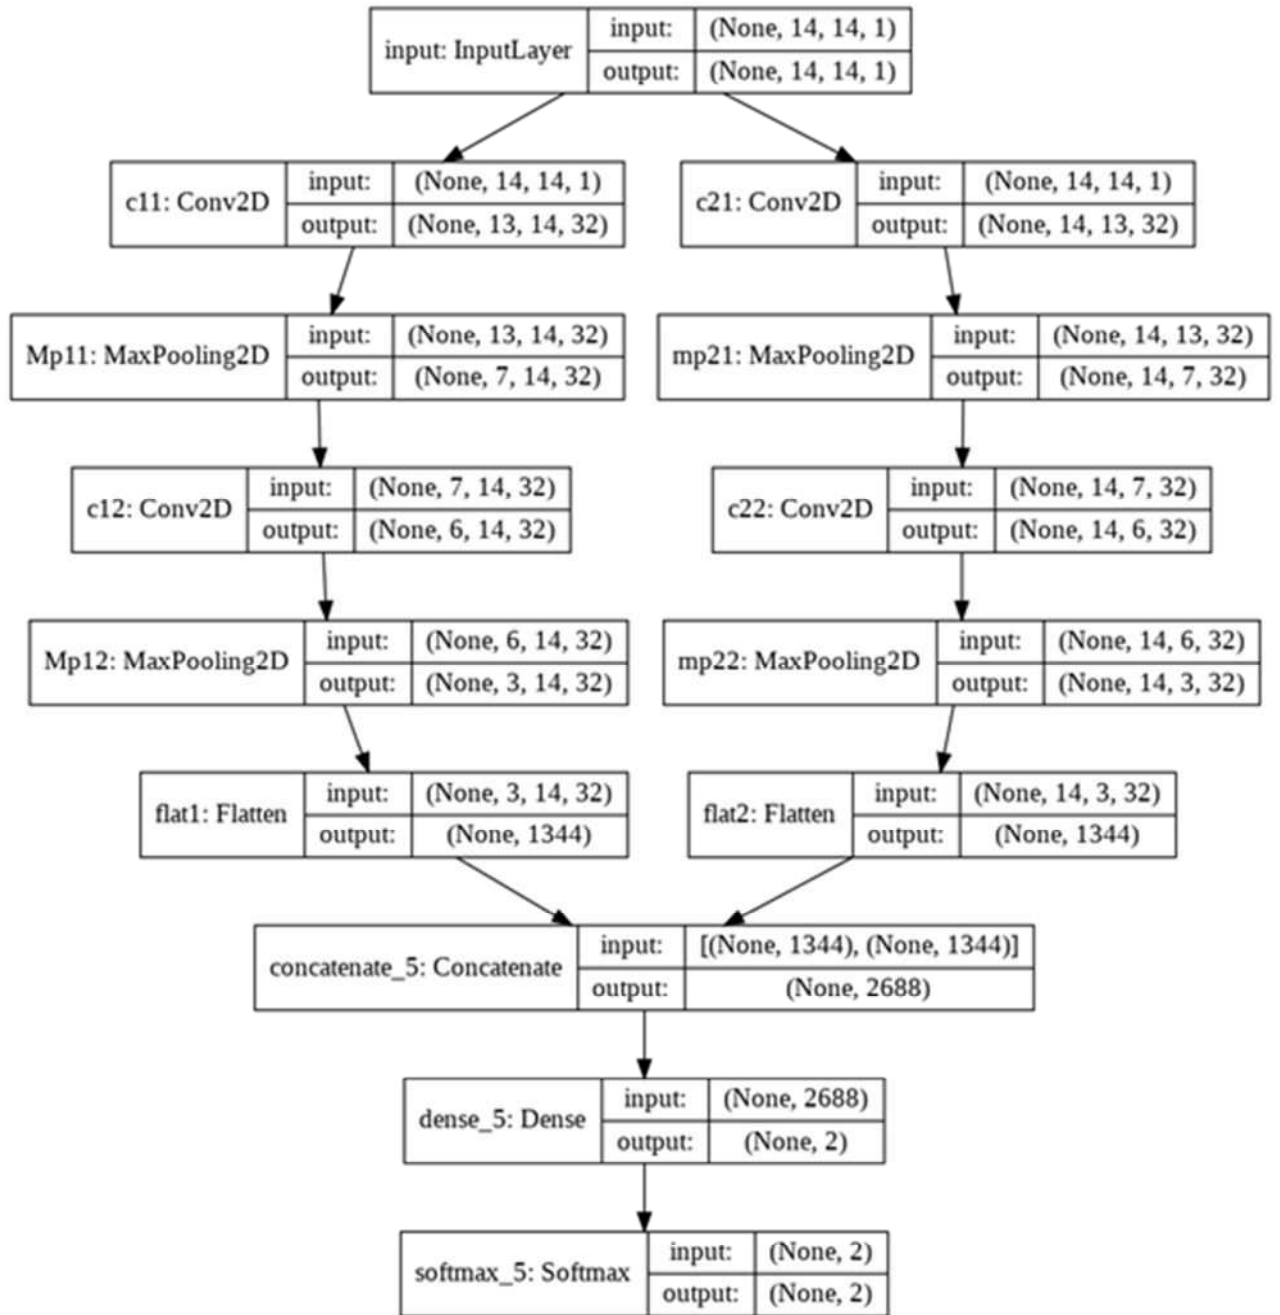 input: InputLayer input: (None, 14, 14, 1)
output: (None, 14, 14, 1)
c11: Conv2D input: (None, 14, 14, 1)
output: (None, 13, 14, 32)
c21: Conv2D input: (None, 14, 14, 1)
output: (None, 14, 13, 32)
Mp11: MaxPooling2D input: (None, 13, 14, 32)
output: (None, 7, 14, 32)
mp21: MaxPooling2D input: (None, 14, 13, 32)
output: (None, 14, 7, 32)
c12: Conv2D input: (None, 7, 14, 32)
output: (None, 6, 14, 32)
c22: Conv2D input: (None, 14, 7, 32)
output: (None, 14, 6, 32)
Mp12: MaxPooling2D input: (None, 6, 14, 32)
output: (None, 3, 14, 32)
mp22: MaxPooling2D input: (None, 14, 6, 32)
output: (None, 14, 3, 32)
flat1: Flatten input: (None, 3, 14, 32)
output: (None, 1344)
flat2: Flatten input: (None, 14, 3, 32)
output: (None, 1344)
concatenate_5: Concatenate input: [(None, 1344), (None, 1344)]
output: (None, 2688)
dense_5: Dense input: (None, 2688)
output: (None, 2)
softmax_5: Softmax input: (None, 2)
output: (None, 2)